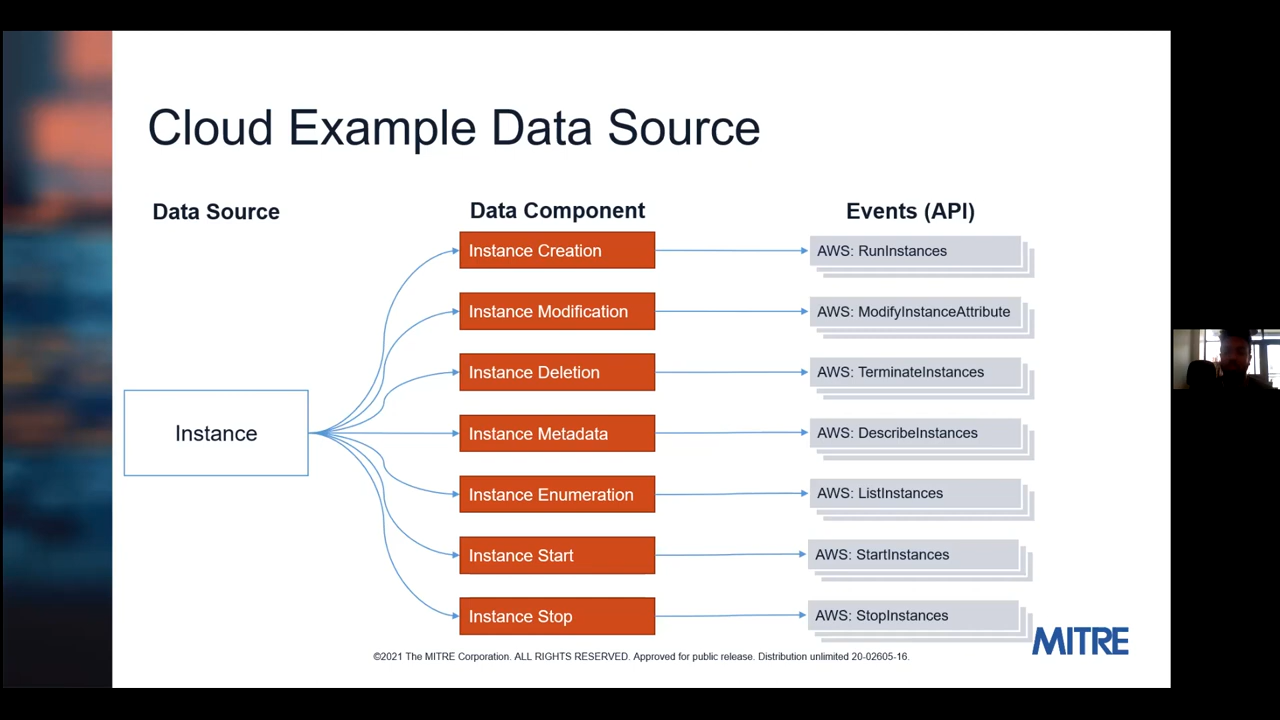 Cloud Example Data Source
Data Source
Data Component
Events (API)
Instance
Instance Creation
AWS: RunInstances
Instance Modification
AWS: ModifyInstanceAttribute
Instance Deletion
AWS: TerminateInstances
Instance Metadata
AWS: DescribeInstances
Instance Enumeration
AWS: ListInstances
Instance Start
AWS: StartInstances
Instance Stop
AWS: StopInstances
MITRE
©2021 The MITRE Corporation. ALL RIGHTS RESERVED. Approved for public release. Distribution unlimited 20-02605-16.